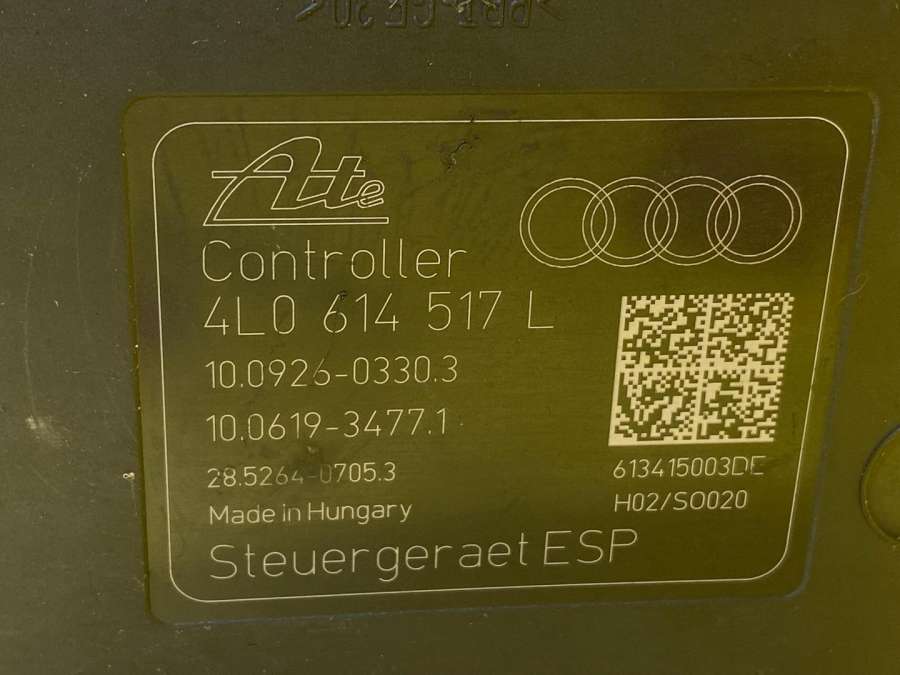 Ate
Controller
4L0 614 517 L
10.0926-0330.3
10.0619-3477.1
28.5264-0705.3
613415003DE
Made in Hungary
H02/SO020
Steuergeraet ESP